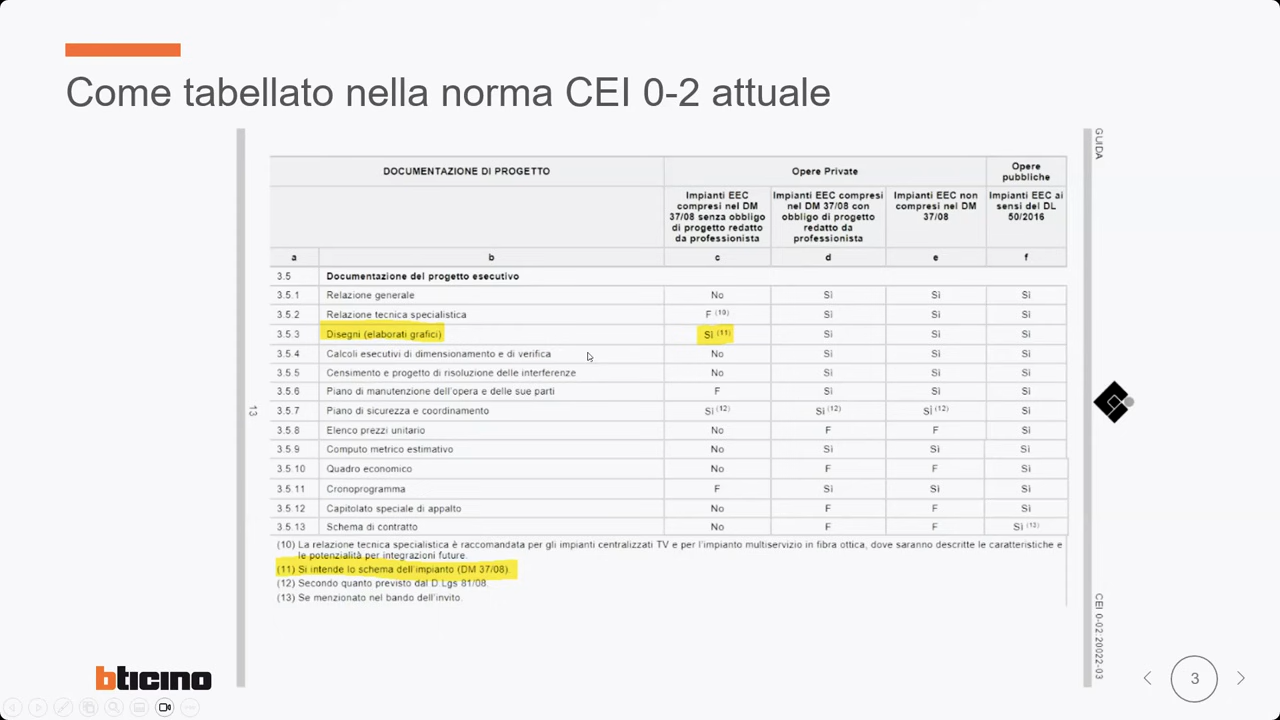 Come tabellato nella norma CEI 0-2 attuale
GUIDA
DOCUMENTAZIONE DI PROGETTO
Opere Private
Opere pubbliche
Impianti EEC compresi nel DM 37/08 senza obbligo di progetto redatto da professionista
Impianti EEC compresi nel DM 37/08 con obbligo di progetto redatto da professionista
Impianti EEC non compresi nel DM 37/08
Impianti EEC ai sensi del DL 50/2016
a b c d e f
3.5 Documentazione del progetto esecutivo
3.5.1 Relazione generale No Sì Sì Sì
3.5.2 Relazione tecnica specialistica F (10) Sì Sì Sì
3.5.3 Disegni (elaborati grafici) Sì (11) Sì Sì Sì
3.5.4 Calcoli esecutivi di dimensionamento e di verifica No Sì Sì Sì
3.5.5 Censimento e progetto di risoluzione delle interferenze No Sì Sì Sì
3.5.6 Piano di manutenzione dell'opera e delle sue parti F Sì Sì Sì
3.5.7 Piano di sicurezza e coordinamento Sì (12) Sì (12) Sì (12) Sì
3.5.8 Elenco prezzi unitario No F F Sì
3.5.9 Computo metrico estimativo No Sì Sì Sì
3.5.10 Quadro economico No F F Sì
3.5.11 Cronoprogramma F Sì Sì Sì
3.5.12 Capitolato speciale di appalto No F F Sì
3.5.13 Schema di contratto No F F Sì (13)
(10) La relazione tecnica specialistica è raccomandata per gli impianti centralizzati TV e per l'impianto multiservizio in fibra ottica, dove saranno descritte le caratteristiche e
le potenzialità per integrazioni future.
(11) Si intende lo schema dell'impianto (DM 37/08).
(12) Secondo quanto previsto dal D.Lgs 81/08.
(13) Se menzionato nel bando dell'invito.
13
CEI 0-02:20022-03
bticino
3